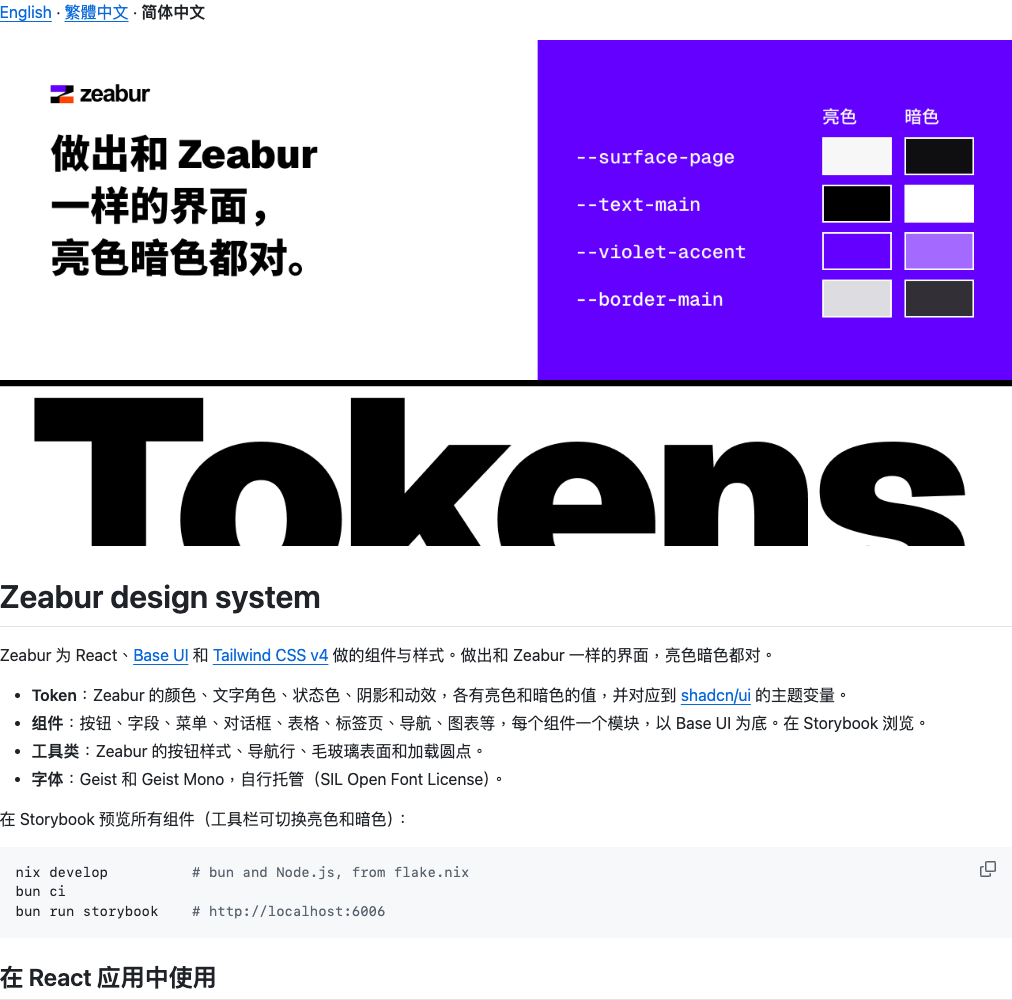 English · 繁體中文 · 简体中文
zeabur
做出和 Zeabur
一样的界面，
亮色暗色都对。
亮色 暗色
--surface-page
--text-main
--violet-accent
--border-main
Tokens
Zeabur design system
Zeabur 为 React、Base UI 和 Tailwind CSS v4 做的组件与样式。做出和 Zeabur 一样的界面，亮色暗色都对。
• Token：Zeabur 的颜色、文字角色、状态色、阴影和动效，各有亮色和暗色的值，并对应到 shadcn/ui 的主题变量。
• 组件：按钮、字段、菜单、对话框、表格、标签页、导航、图表等，每个组件一个模块，以 Base UI 为底。在 Storybook 浏览。
• 工具类：Zeabur 的按钮样式、导航行、毛玻璃表面和加载圆点。
• 字体：Geist 和 Geist Mono，自行托管（SIL Open Font License）。
在 Storybook 预览所有组件（工具栏可切换亮色和暗色）：
nix develop          # bun and Node.js, from flake.nix
bun ci
bun run storybook    # http://localhost:6006
在 React 应用中使用